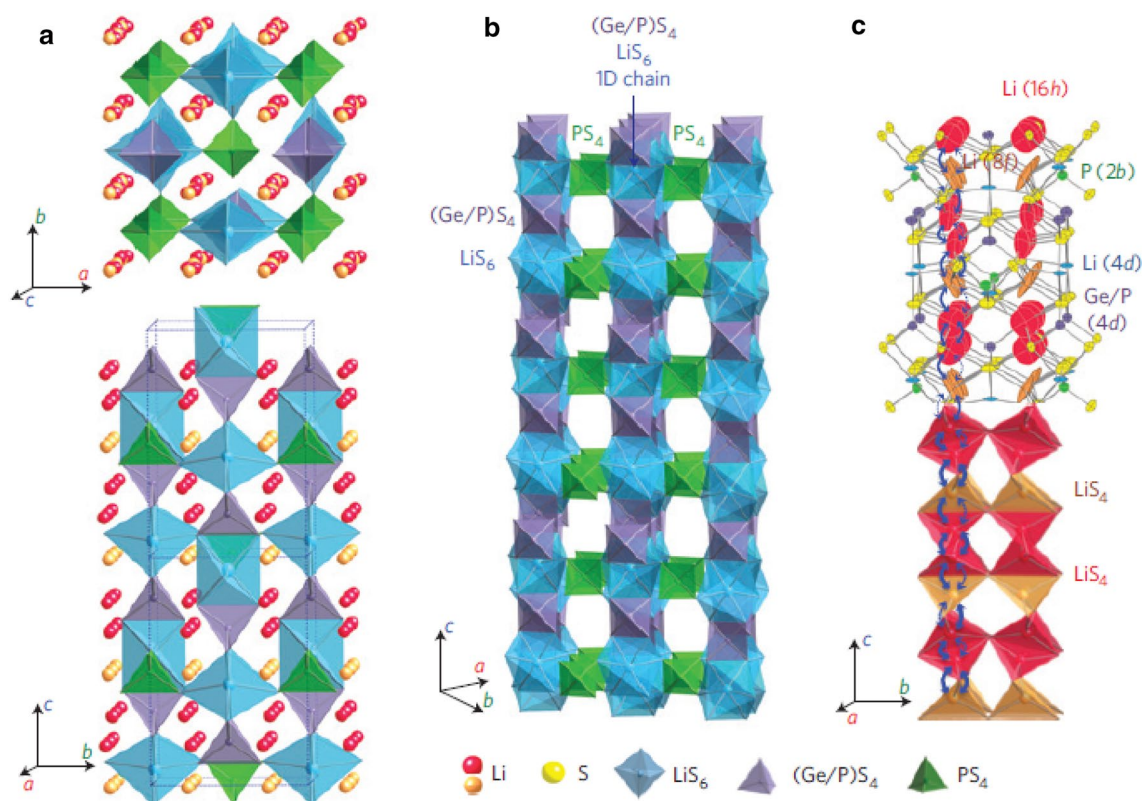 a
b
a
c
c
b
a
b
(Ge/P)S4
LiS6
1D chain
PS4 PS4
(Ge/P)S4
LiS6
c
a
b
c
Li (16h)
Li (8f)
P (2b)
Li (4d)
Ge/P
(4d)
LiS4
LiS4
c
b
a
Li S LiS6 (Ge/P)S4 PS4